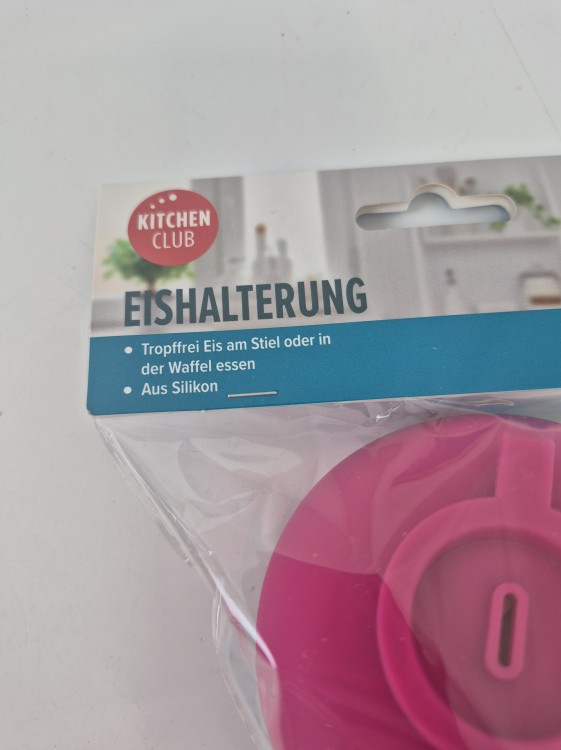 KITCHEN
CLUB
EISHALTERUNG
• Tropffrei Eis am Stiel oder in
der Waffel essen
• Aus Silikon